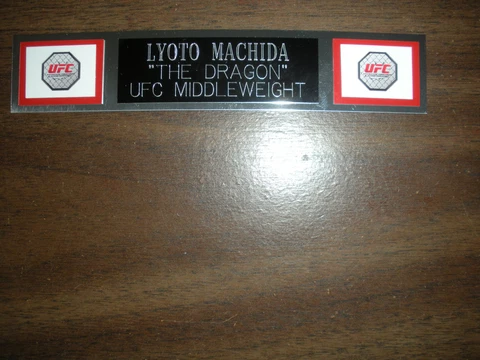 UFC
LYOTO MACHIDA
"THE DRAGON"
UFC MIDDLEWEIGHT
UFC